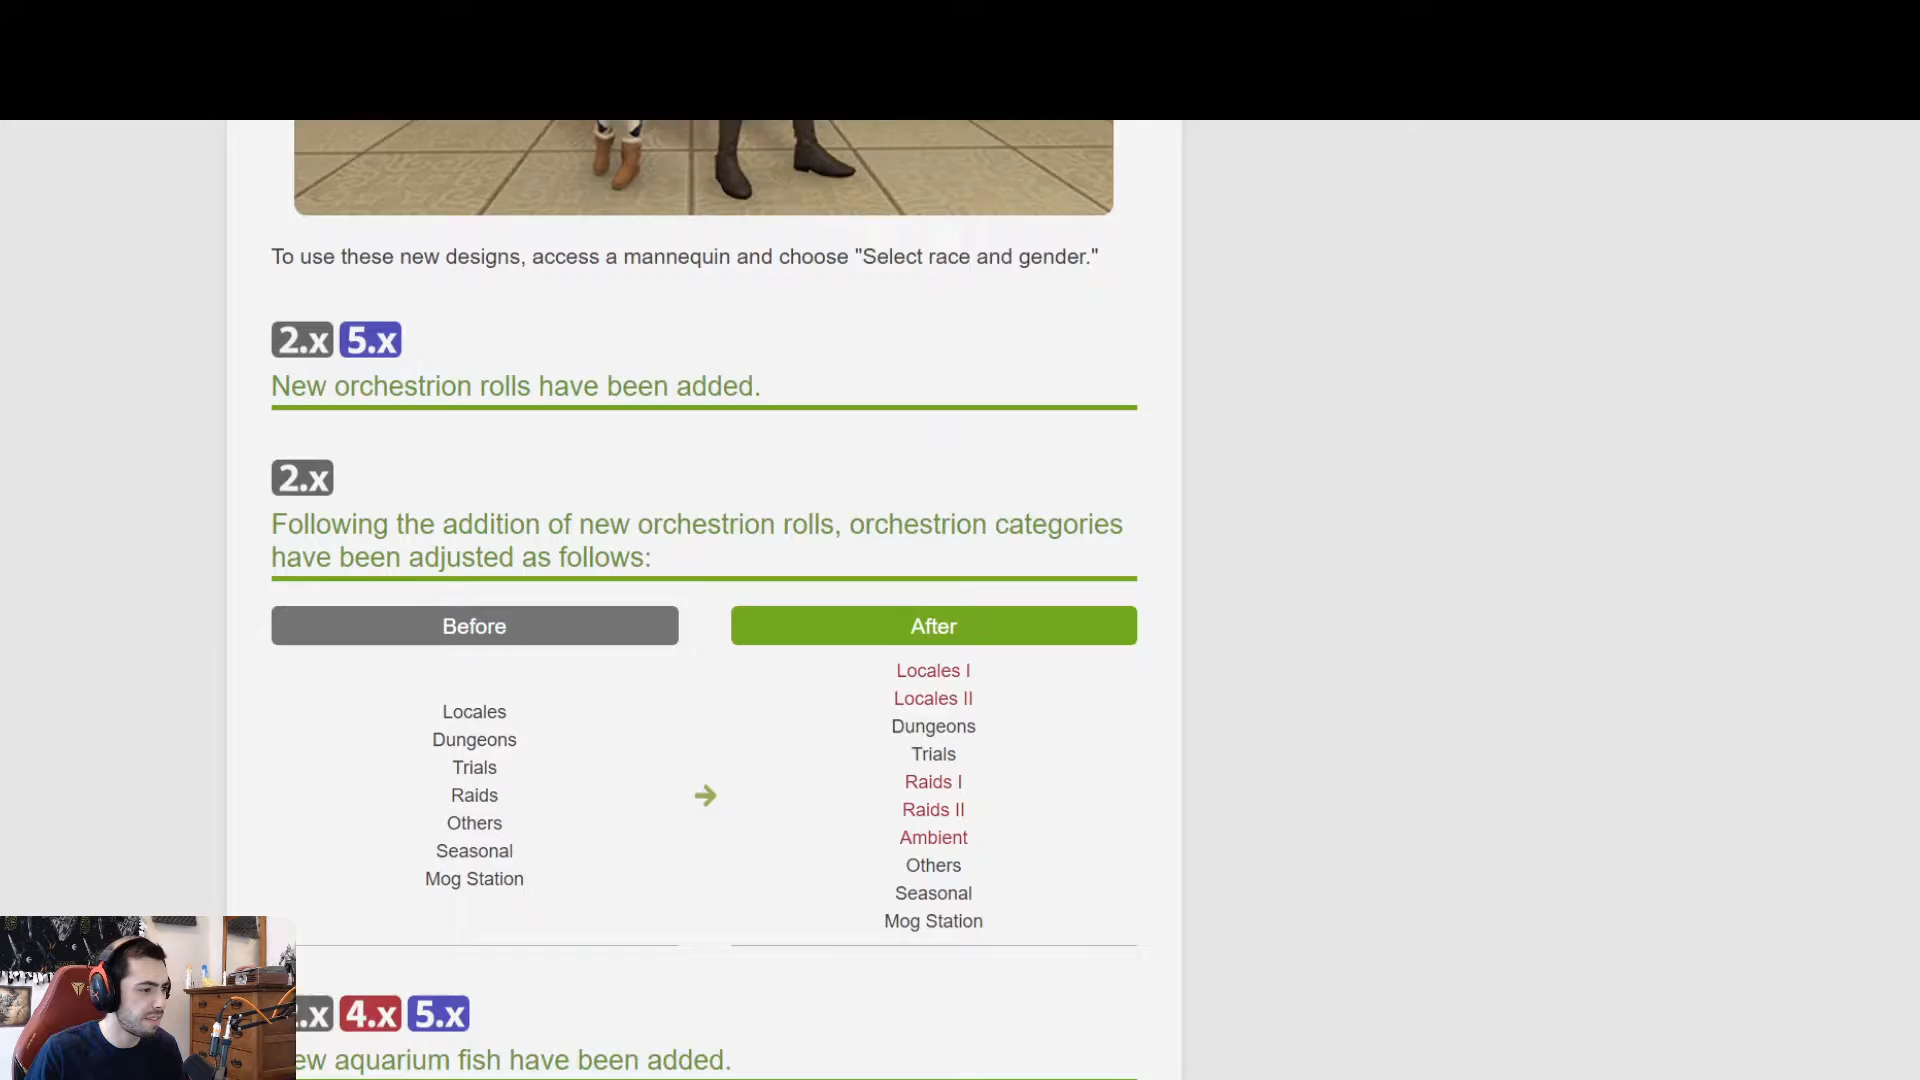 To use these new designs, access a mannequin and choose "Select race and gender."
2.x 5.x
New orchestrion rolls have been added.
2.x
Following the addition of new orchestrion rolls, orchestrion categories
have been adjusted as follows:
Before
After
Locales
Dungeons
Trials
Raids
Others
Seasonal
Mog Station
Locales I
Locales II
Dungeons
Trials
Raids I
Raids II
Ambient
Others
Seasonal
Mog Station
.x 4.x 5.x
ew aquarium fish have been added.